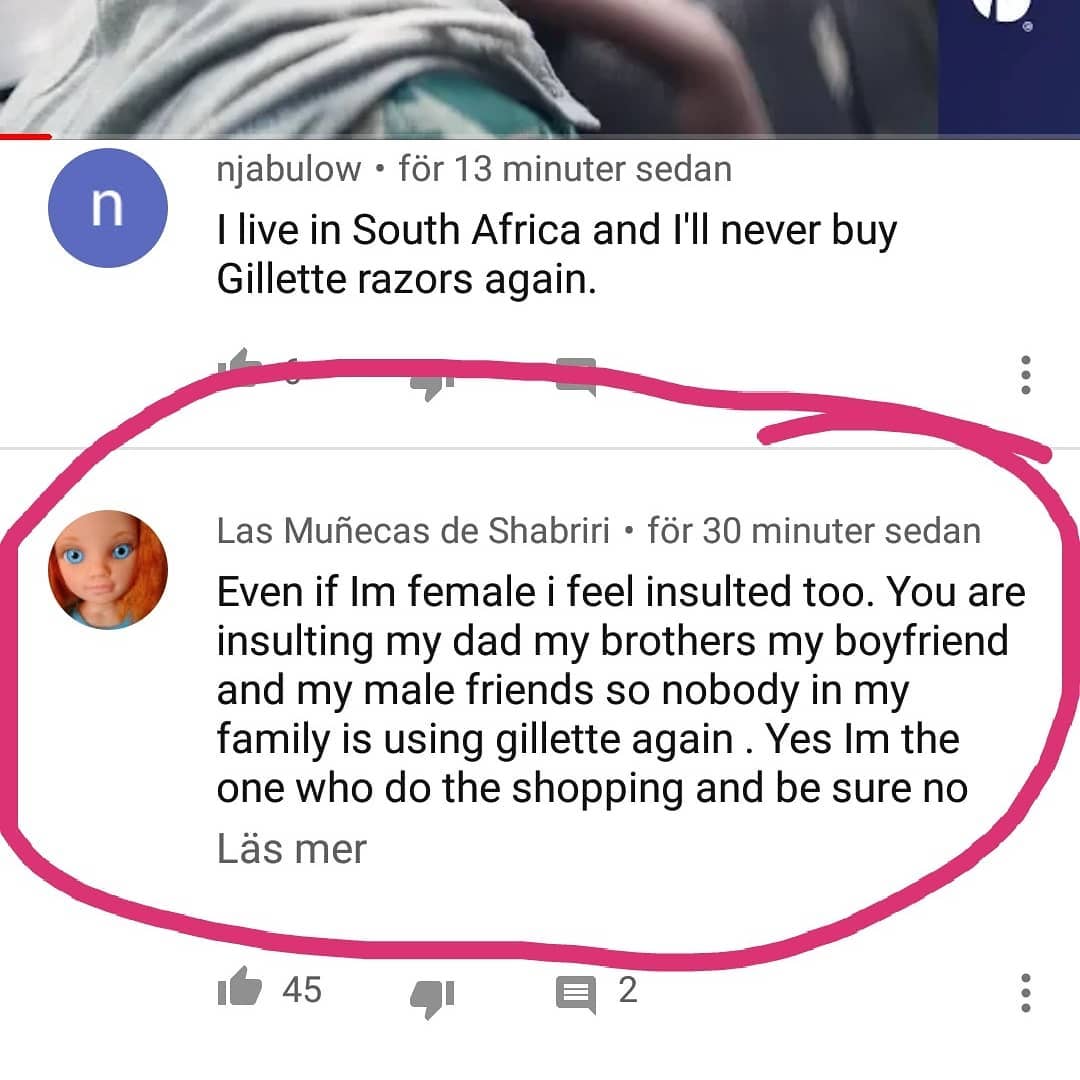 n
njabulow • för 13 minuter sedan
I live in South Africa and I'll never buy
Gillette razors again.
6
Las Muñecas de Shabriri • för 30 minuter sedan
Even if Im female i feel insulted too. You are
insulting my dad my brothers my boyfriend
and my male friends so nobody in my
family is using gillette again . Yes Im the
one who do the shopping and be sure no
Läs mer
45 2